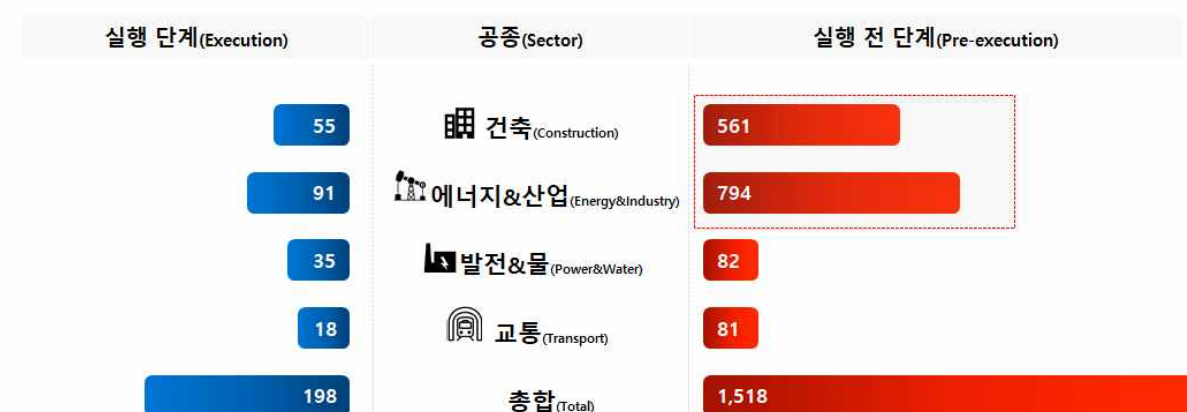 실행 단계(Execution) 공종(Sector) 실행 전 단계(Pre-execution)
55 건축(Construction) 561
91 에너지&산업(Energy&Industry) 794
35 발전&물(Power&Water) 82
18 교통(Transport) 81
198 총합(Total) 1,518